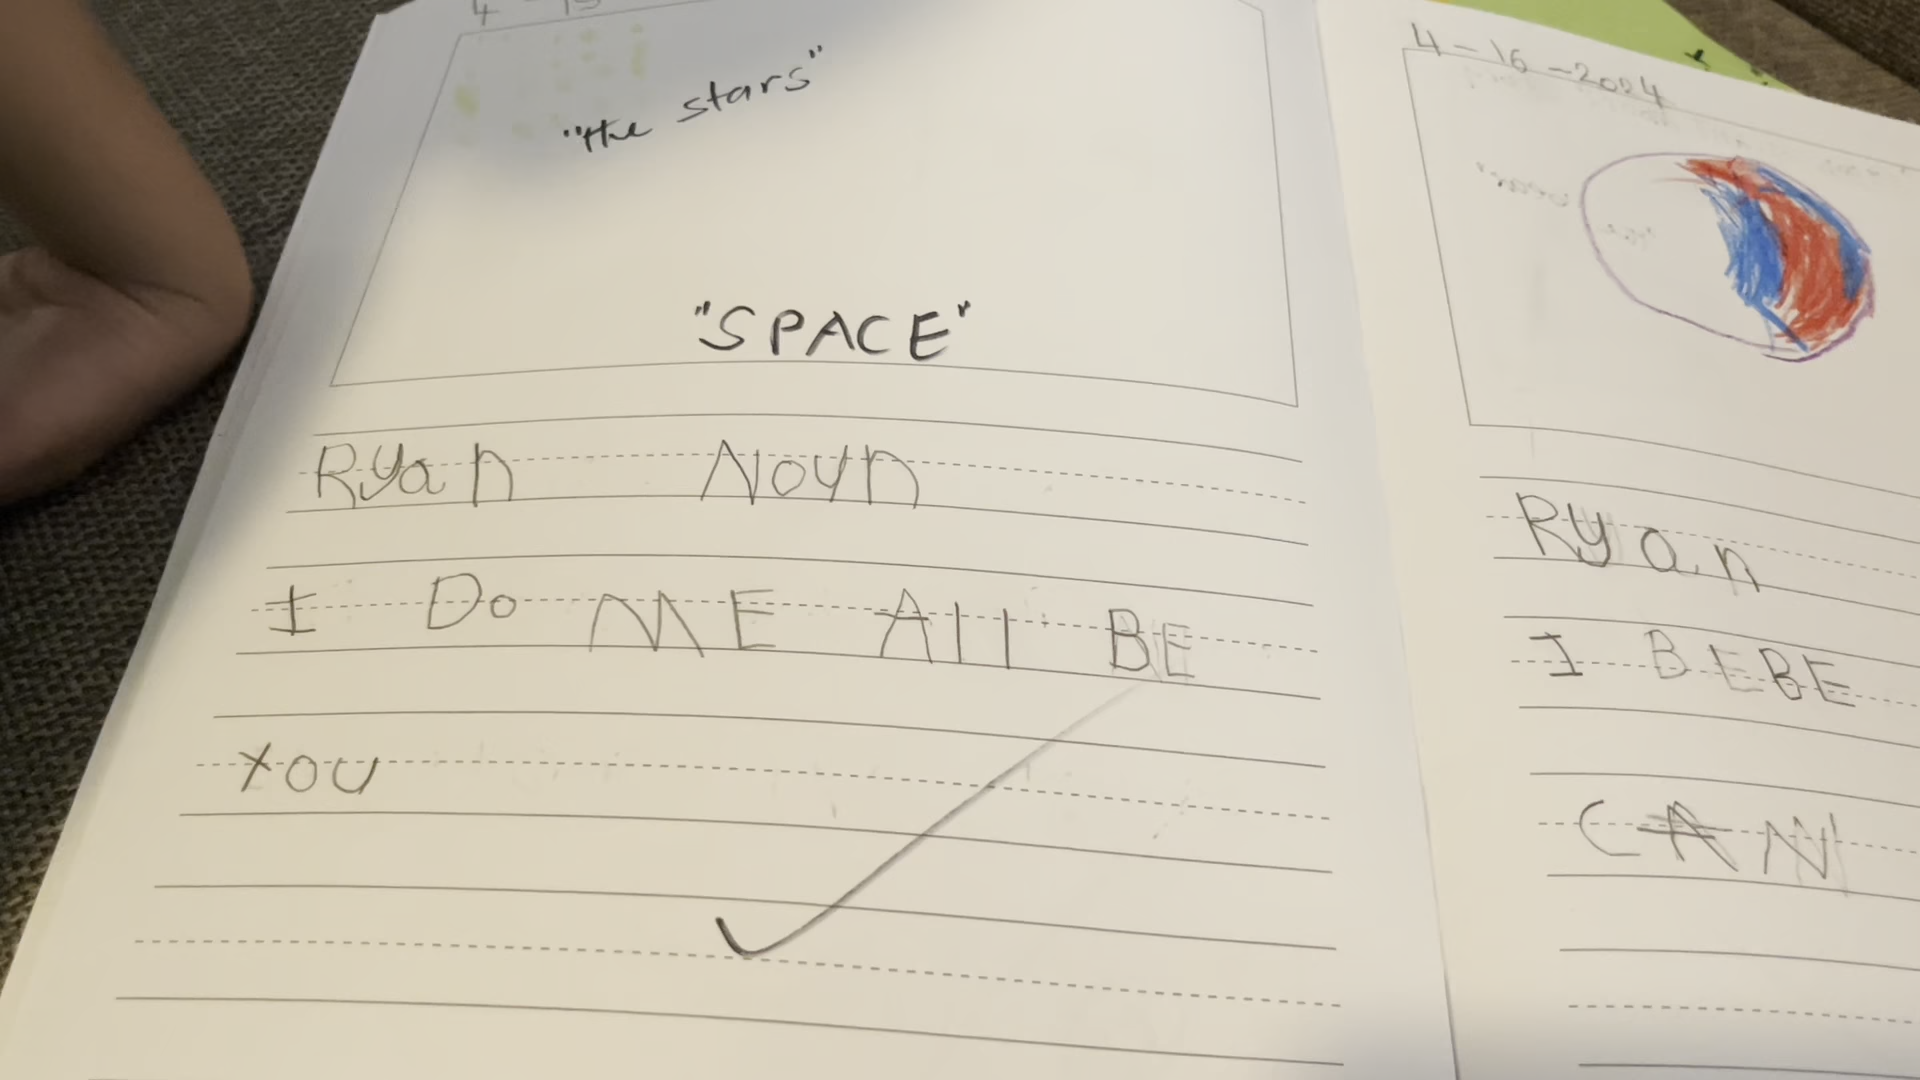 "the stars"
"SPACE"
Ryan Noyn
I Do ME All BE
YOU
4-16-2024
Ryan
I BEBE
CAN